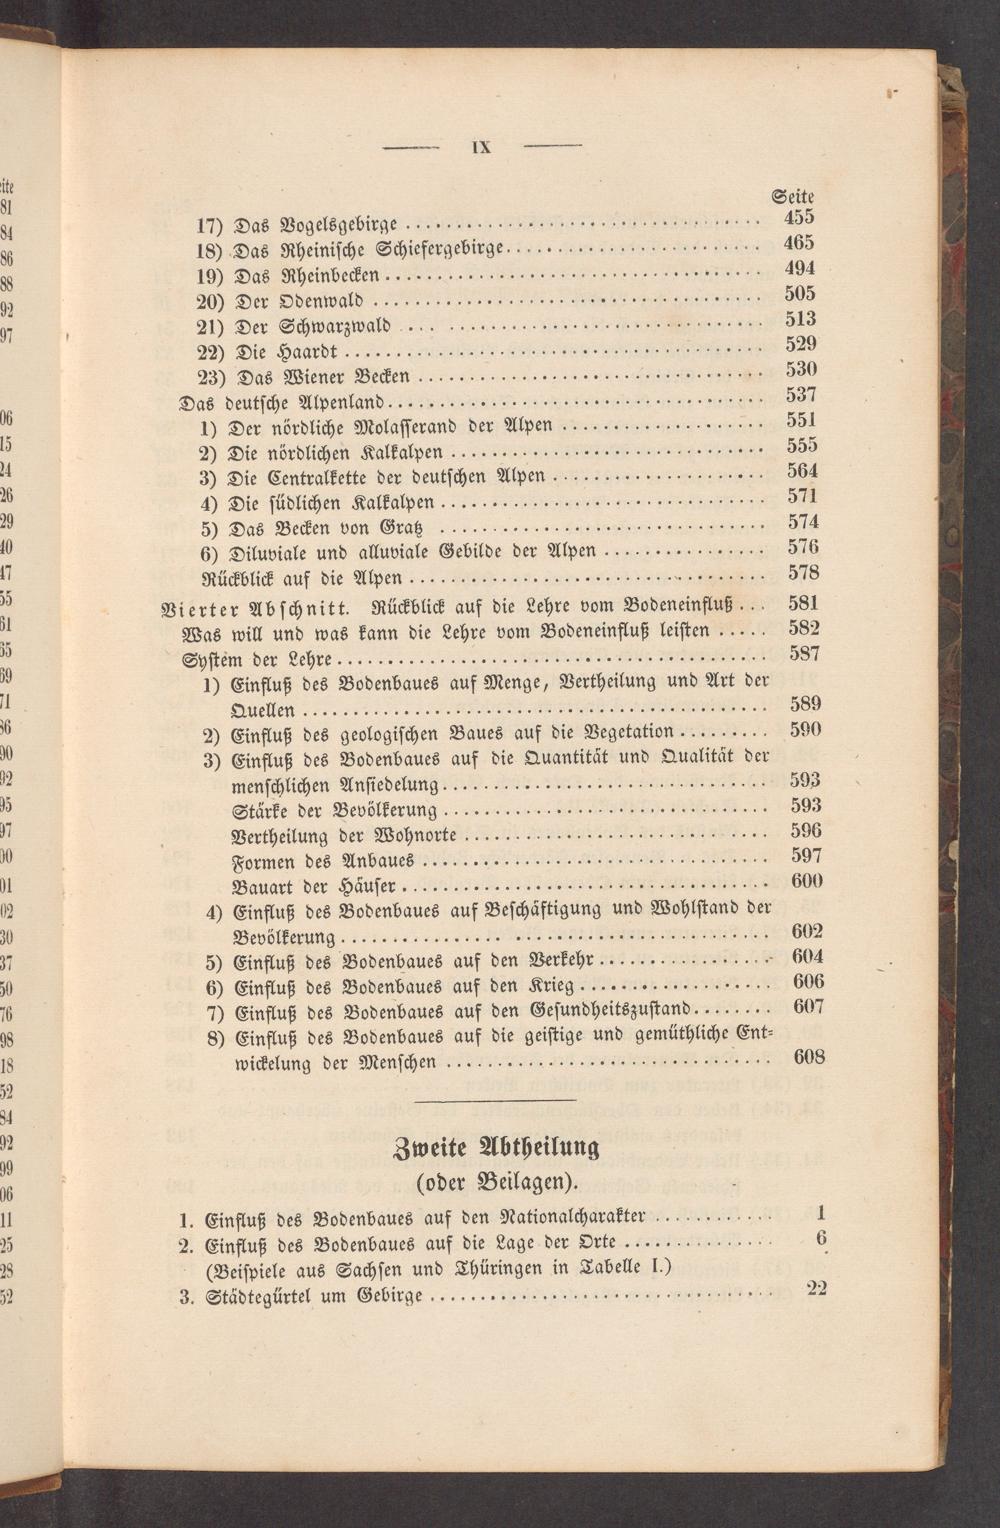 IX
Seite
17) Das Vogelsgebirge ........ 455
18) Das Rheinische Schiefergebirge........ 465
19) Das Rheinbecken........ 494
20) Der Odenwald ........ 505
21) Der Schwarzwald ........ 513
22) Die Haardt ........ 529
23) Das Wiener Becken ........ 530
Das deutsche Alpenland........ 537
1) Der nördliche Molasserand der Alpen ........ 551
2) Die nördlichen Kalkalpen ........ 555
3) Die Centralkette der deutschen Alpen ........ 564
4) Die südlichen Kalkalpen ........ 571
5) Das Becken von Gratz ........ 574
6) Diluviale und alluviale Gebilde der Alpen ........ 576
Rückblick auf die Alpen ........ 578
Vierter Abschnitt. Rückblick auf die Lehre vom Bodeneinfluß... 581
Was will und was kann die Lehre vom Bodeneinfluß leisten ..... 582
System der Lehre ........ 587
1) Einfluß des Bodenbaues auf Menge, Vertheilung und Art der
Quellen ........ 589
2) Einfluß des geologischen Baues auf die Vegetation ........ 590
3) Einfluß des Bodenbaues auf die Quantität und Qualität der
menschlichen Ansiedelung........ 593
Stärke der Bevölkerung ........ 593
Vertheilung der Wohnorte ........ 596
Formen des Anbaues ........ 597
Bauart der Häuser ........ 600
4) Einfluß des Bodenbaues auf Beschäftigung und Wohlstand der
Bevölkerung........ 602
5) Einfluß des Bodenbaues auf den Verkehr ........ 604
6) Einfluß des Bodenbaues auf den Krieg ........ 606
7) Einfluß des Bodenbaues auf den Gesundheitszustand........ 607
8) Einfluß des Bodenbaues auf die geistige und gemüthliche Ent-
wickelung der Menschen ........ 608
Zweite Abtheilung
(oder Beilagen).
1. Einfluß des Bodenbaues auf den Nationalcharakter ........ 1
2. Einfluß des Bodenbaues auf die Lage der Orte ........ 6
(Beispiele aus Sachsen und Thüringen in Tabelle I.)
3. Städtegürtel um Gebirge ........ 22